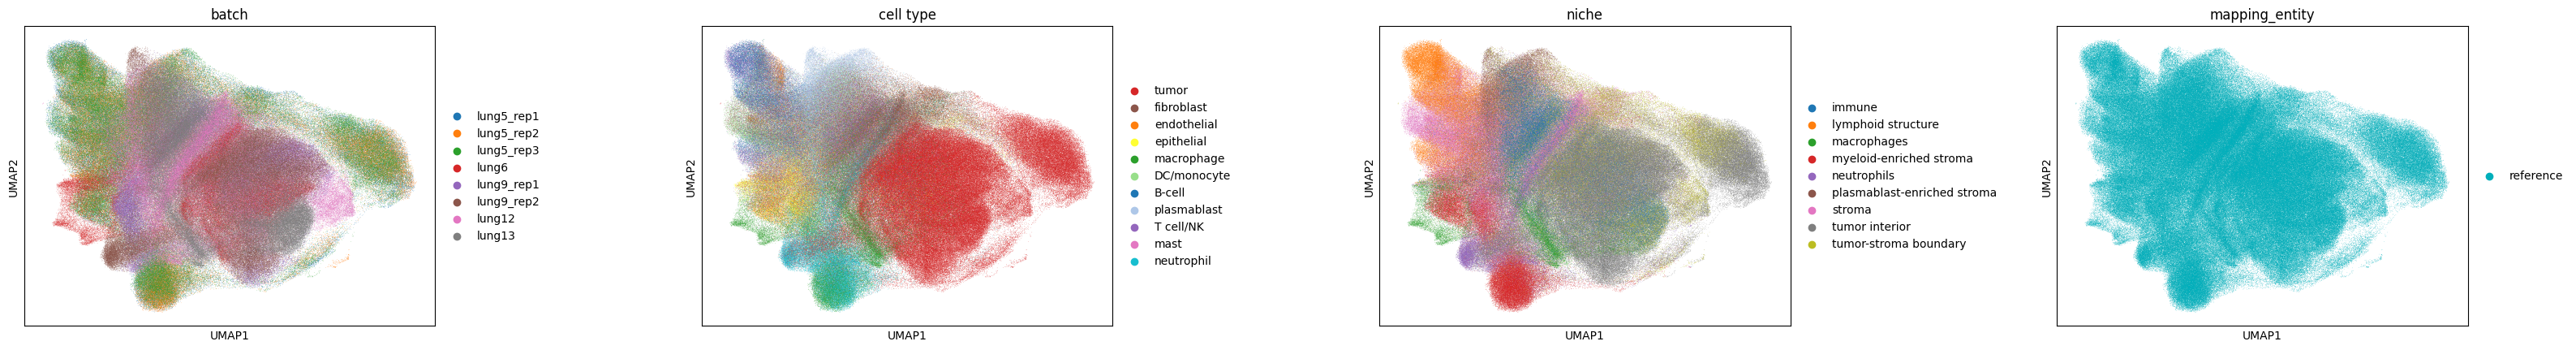 batch
UMAP2
UMAP1
lung5_rep1
lung5_rep2
lung5_rep3
lung6
lung9_rep1
lung9_rep2
lung12
lung13
cell type
UMAP2
UMAP1
tumor
fibroblast
endothelial
epithelial
macrophage
DC/monocyte
B-cell
plasmablast
T cell/NK
mast
neutrophil
niche
UMAP2
UMAP1
immune
lymphoid structure
macrophages
myeloid-enriched stroma
neutrophils
plasmablast-enriched stroma
stroma
tumor interior
tumor-stroma boundary
mapping_entity
UMAP2
UMAP1
reference